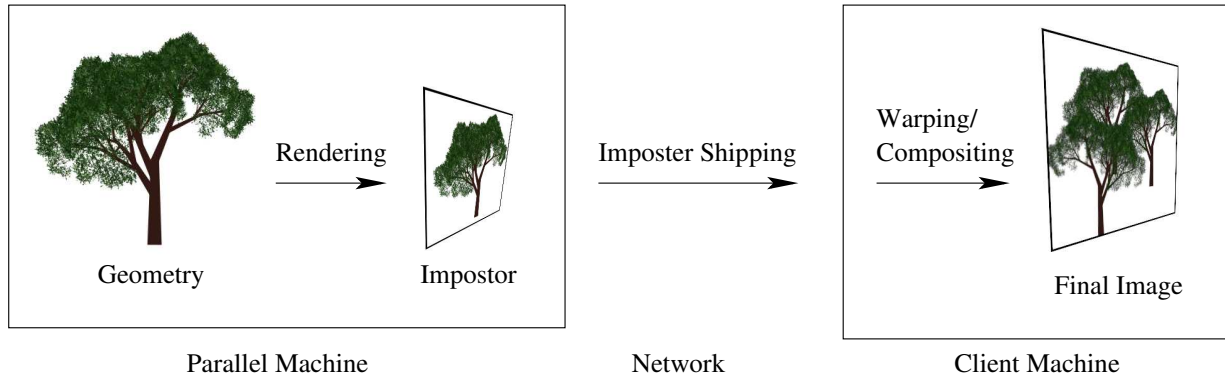 Rendering
Imposter Shipping
Warping/
Compositing
Geometry
Impostor
Final Image
Parallel Machine
Network
Client Machine